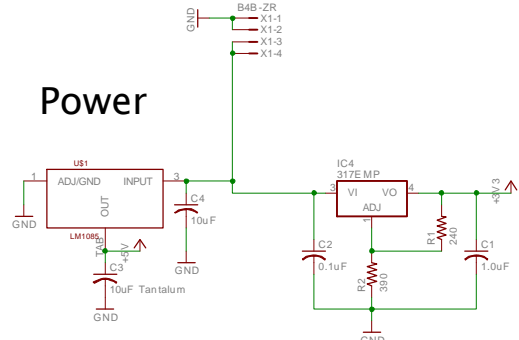 B4B-ZR
GND
X1-1
X1-2
X1-3
X1-4
Power
U$1
1
ADJ/GND
INPUT
3
OUT
LM1085
TAB
+5V
GND
C4
10uF
GND
C3
10uF Tantalum
GND
IC4
317EMP
3
VI
VO
4
ADJ
1
+3V3
R1
240
C2
0.1uF
R2
390
C1
1.0uF
GND